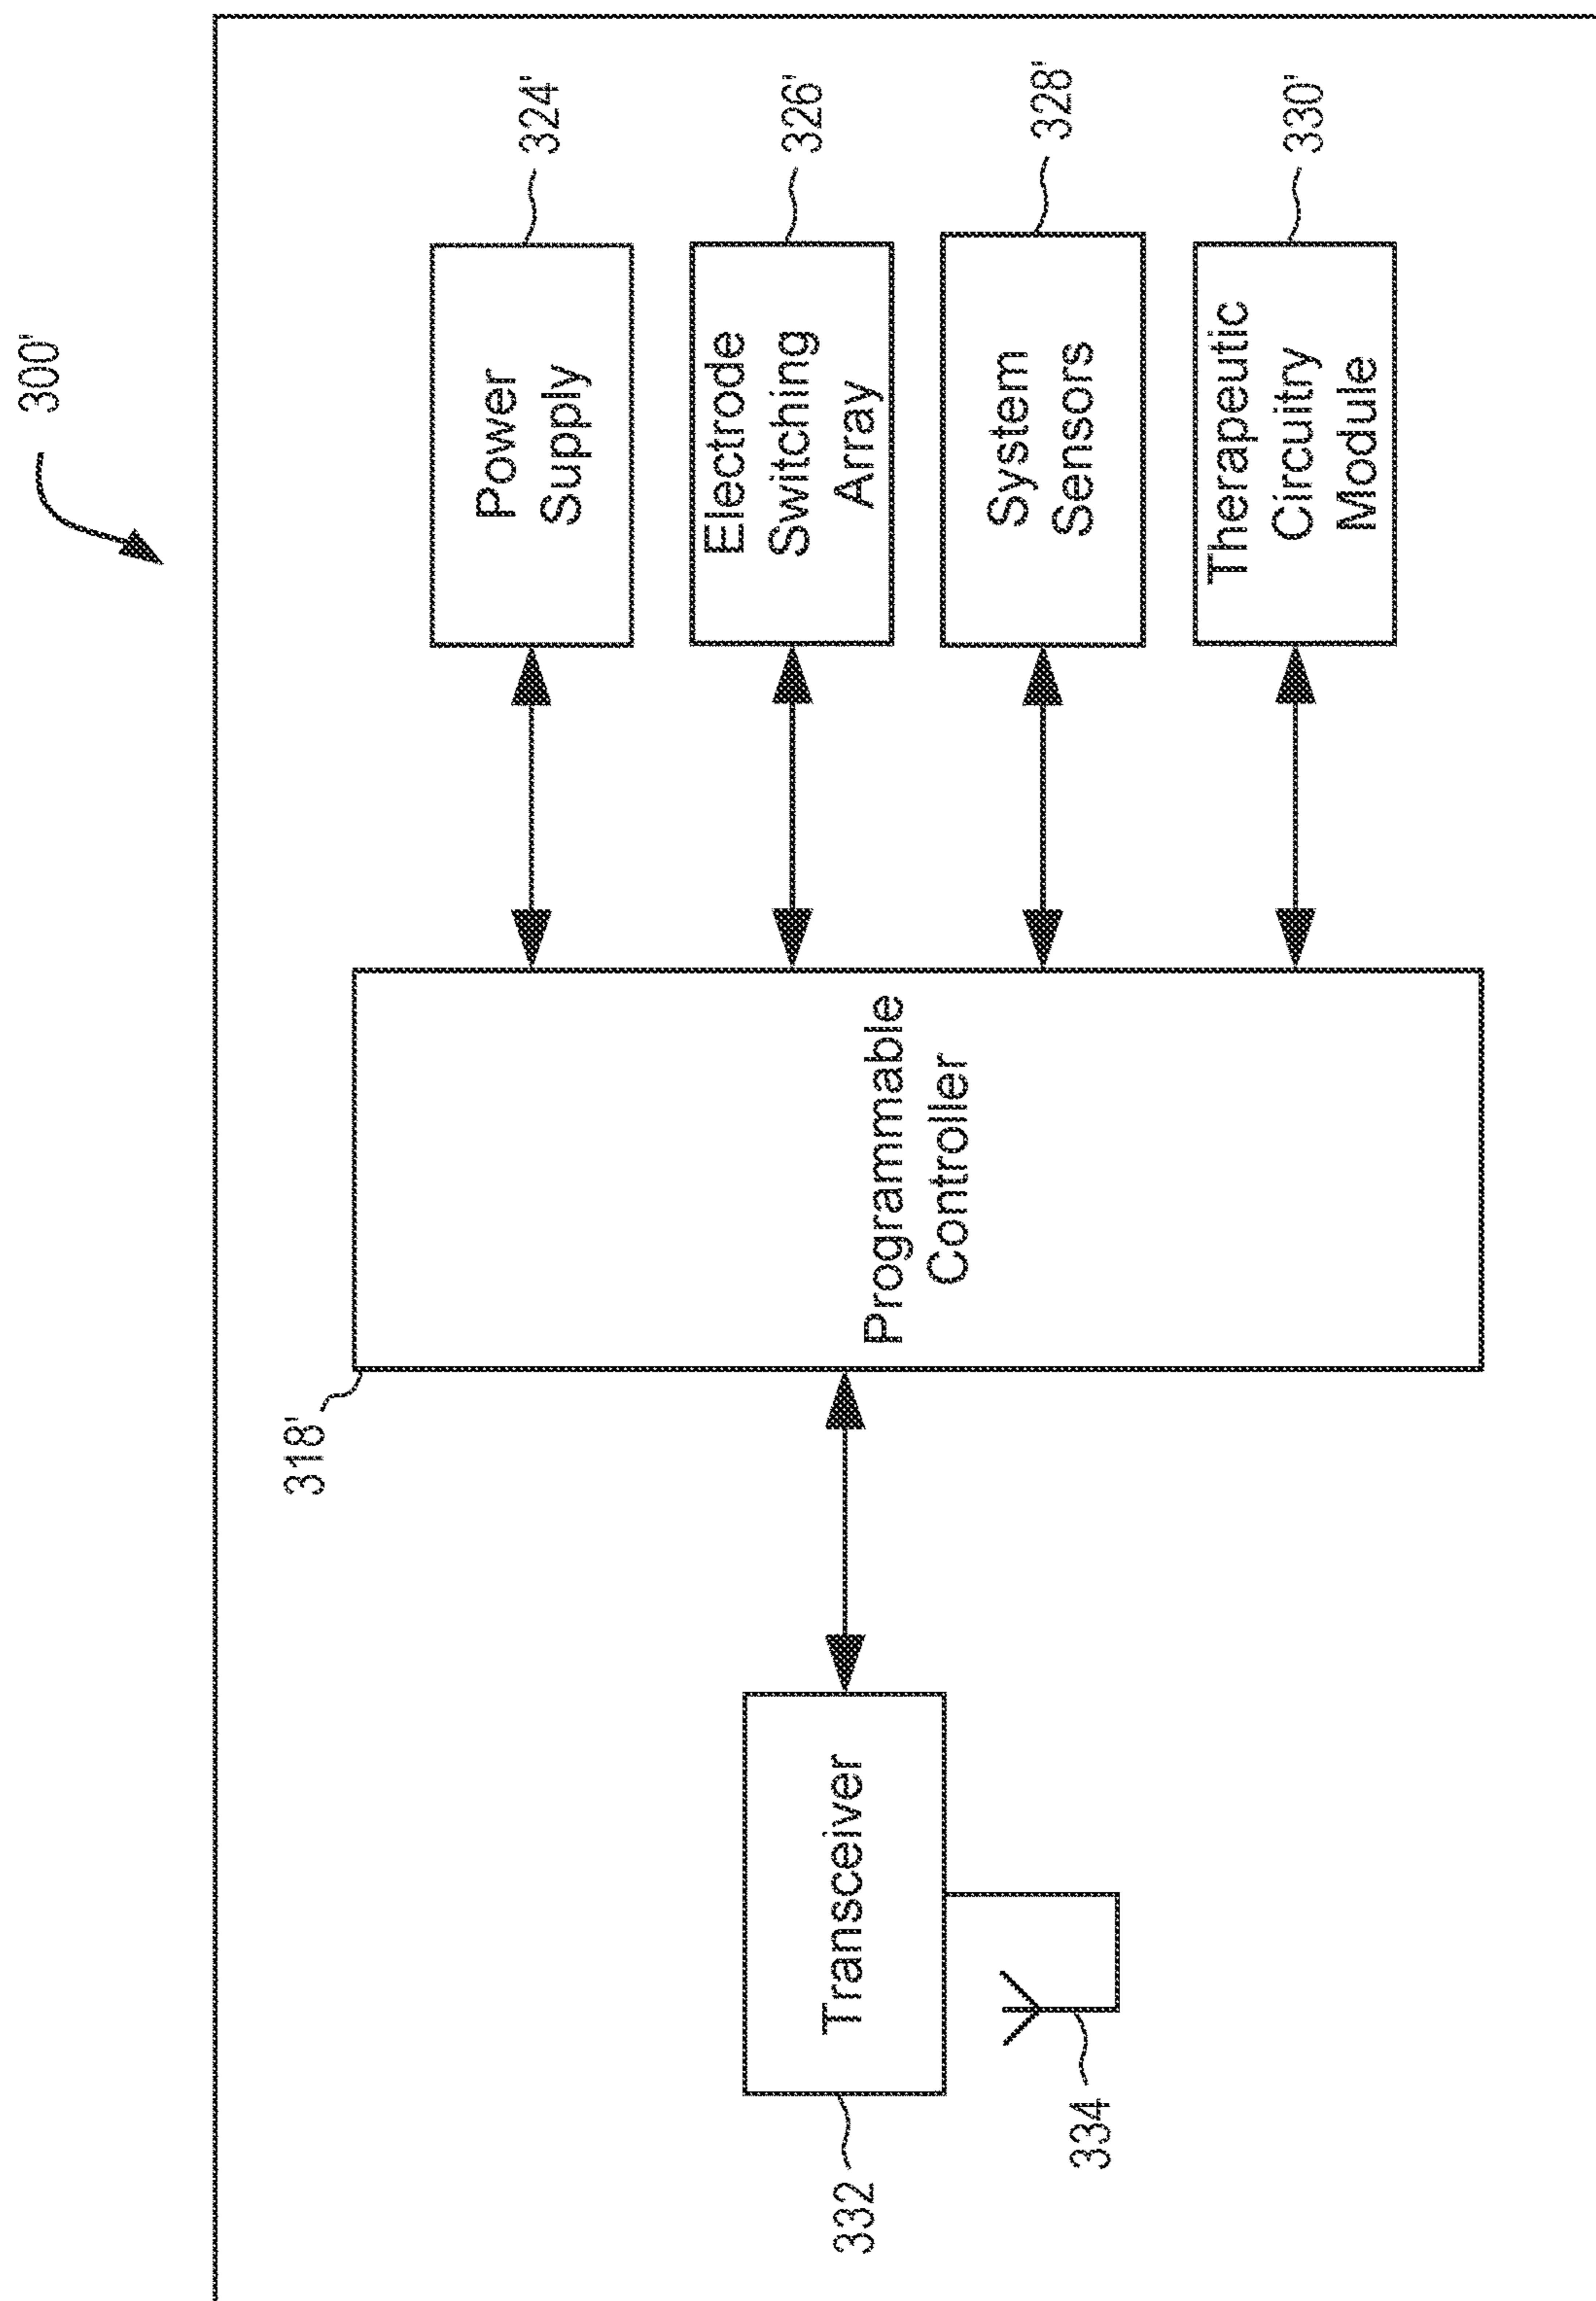 300'
318'
324'
Power
Supply
326'
Electrode
Switching
Array
328'
System
Sensors
330'
Therapeutic
Circuitry
Module
Programmable
Controller
Transceiver
332
334